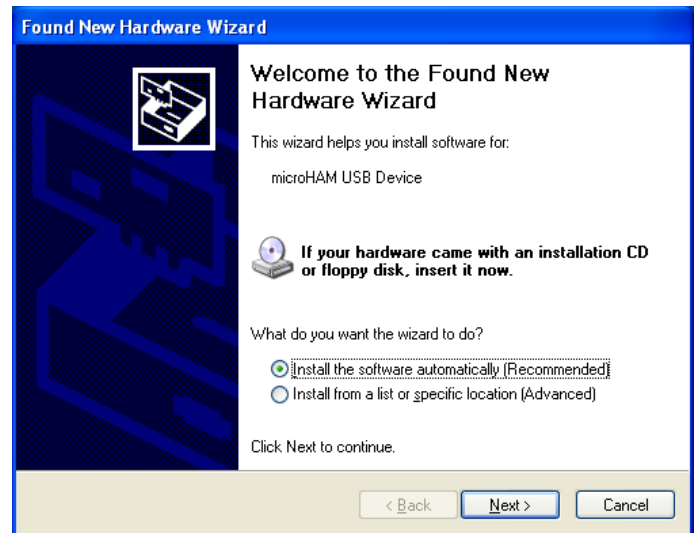 Found New Hardware Wizard
Welcome to the Found New
Hardware Wizard
This wizard helps you install software for:
microHAM USB Device
If your hardware came with an installation CD
or floppy disk, insert it now.
What do you want the wizard to do?
Install the software automatically (Recommended)
Install from a list or specific location (Advanced)
Click Next to continue.
< Back Next > Cancel